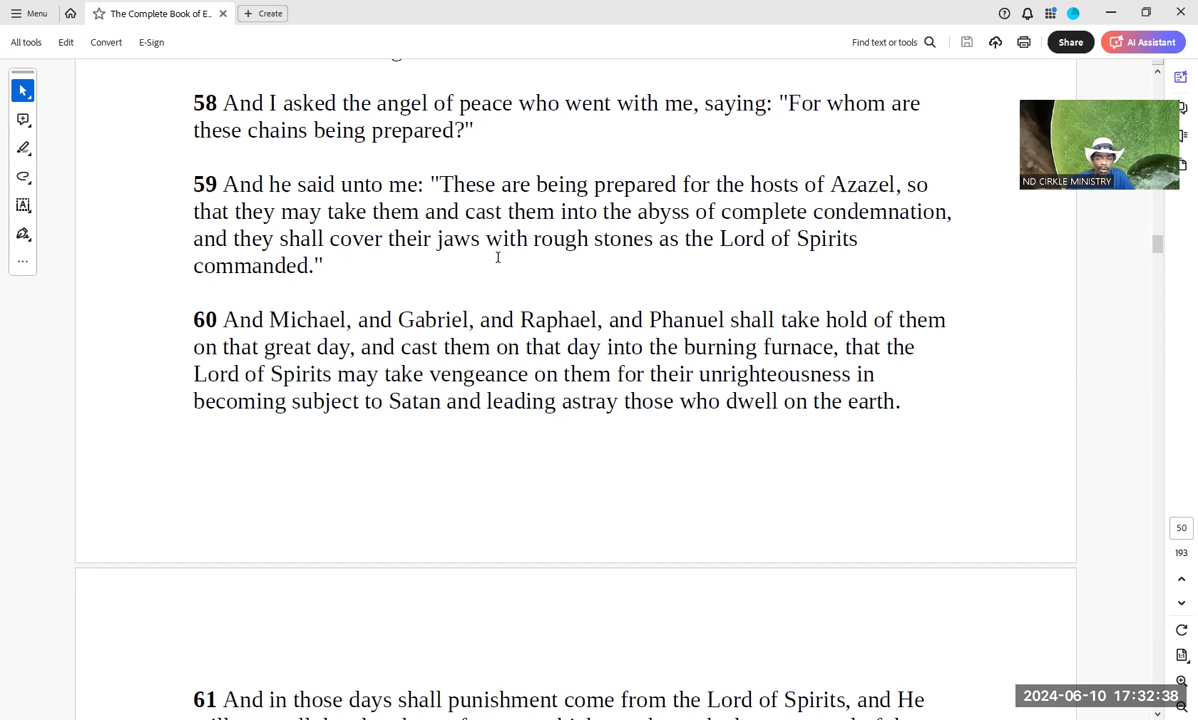 Menu
The Complete Book of E..
Create
All tools
Edit
Convert
E-Sign
Find text or tools
Share
AI Assistant
58 And I asked the angel of peace who went with me, saying: "For whom are
these chains being prepared?"
59 And he said unto me: "These are being prepared for the hosts of Azazel, so
that they may take them and cast them into the abyss of complete condemnation,
and they shall cover their jaws with rough stones as the Lord of Spirits
commanded."
60 And Michael, and Gabriel, and Raphael, and Phanuel shall take hold of them
on that great day, and cast them on that day into the burning furnace, that the
Lord of Spirits may take vengeance on them for their unrighteousness in
becoming subject to Satan and leading astray those who dwell on the earth.
61 And in those days shall punishment come from the Lord of Spirits, and He
ND CIRKLE MINISTRY
50
193
2024-06-10 17:32:38